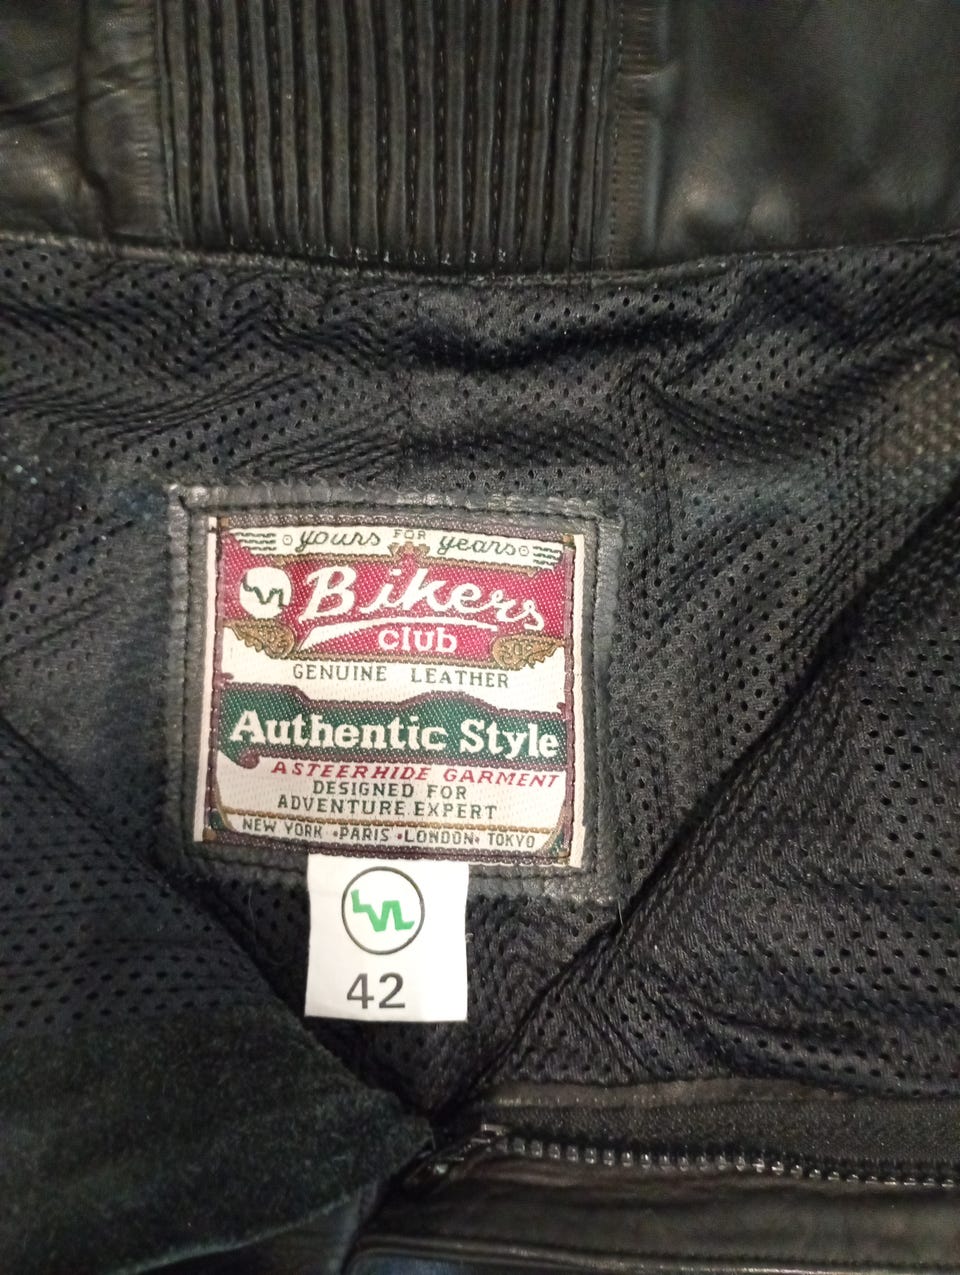 yours FOR years
Bikers
club
GENUINE LEATHER
Authentic Style
ASTEERHIDE GARMENT
DESIGNED FOR
ADVENTURE EXPERT
NEW YORK • PARIS • LONDON • TOKYO
42